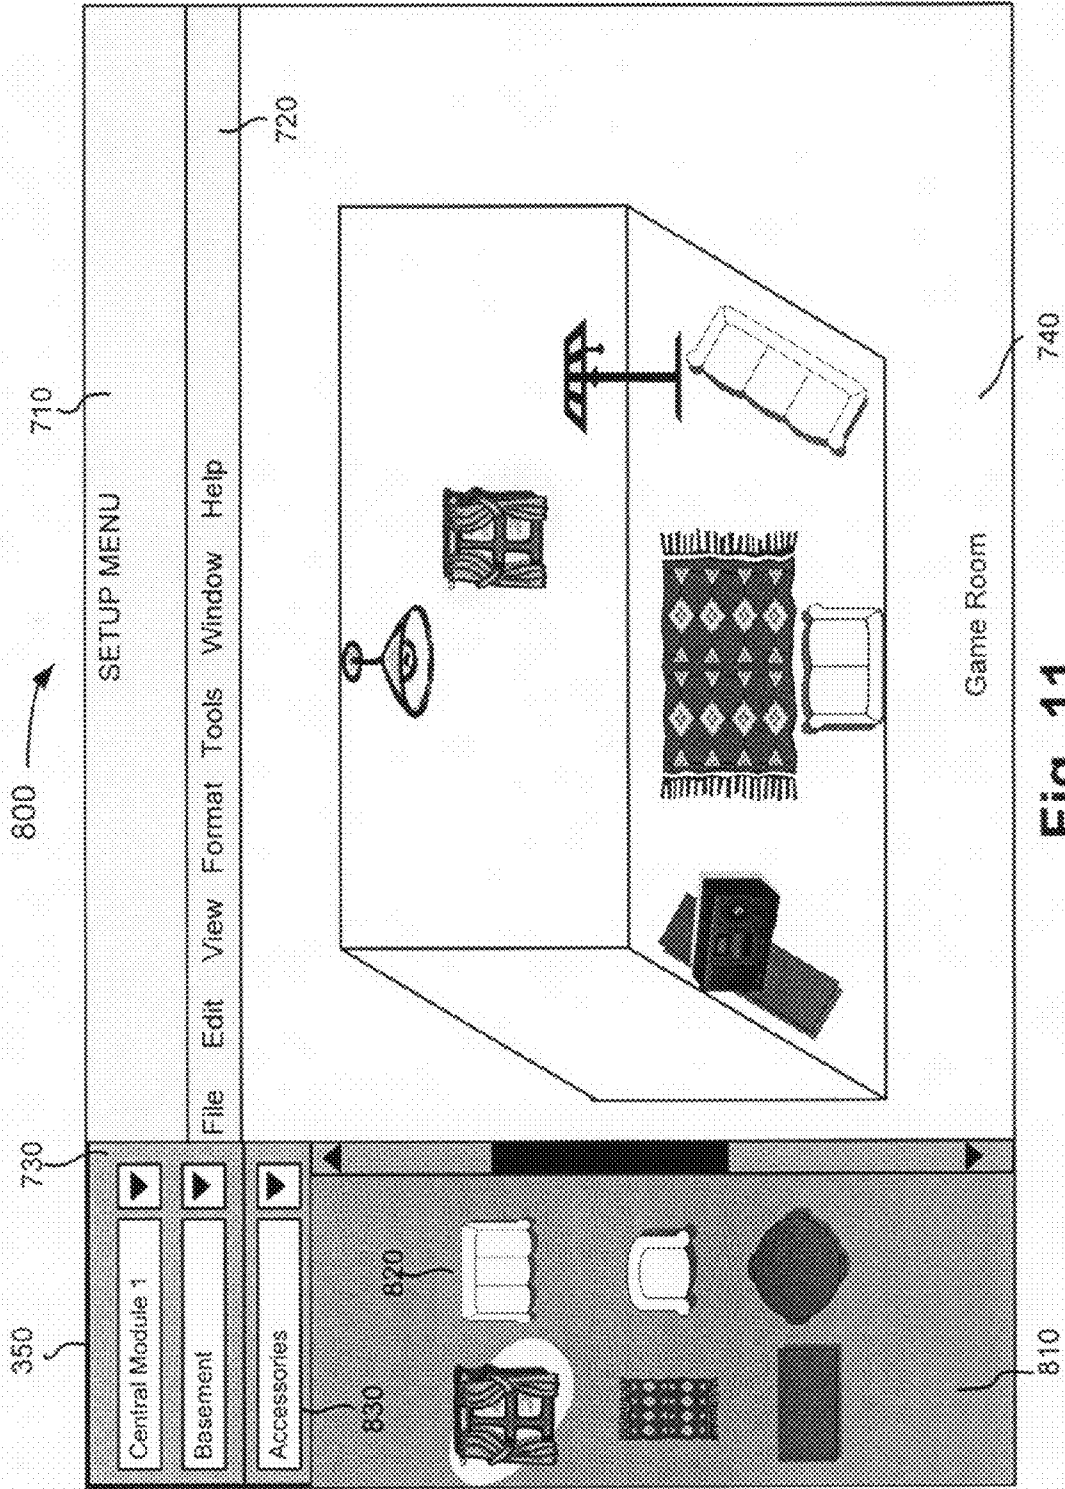 800
350
730
710
SETUP MENU
Central Module 1
Basement
File Edit View Format Tools Window Help
720
Accessories
830
820
810
Game Room
740
Fig. 11